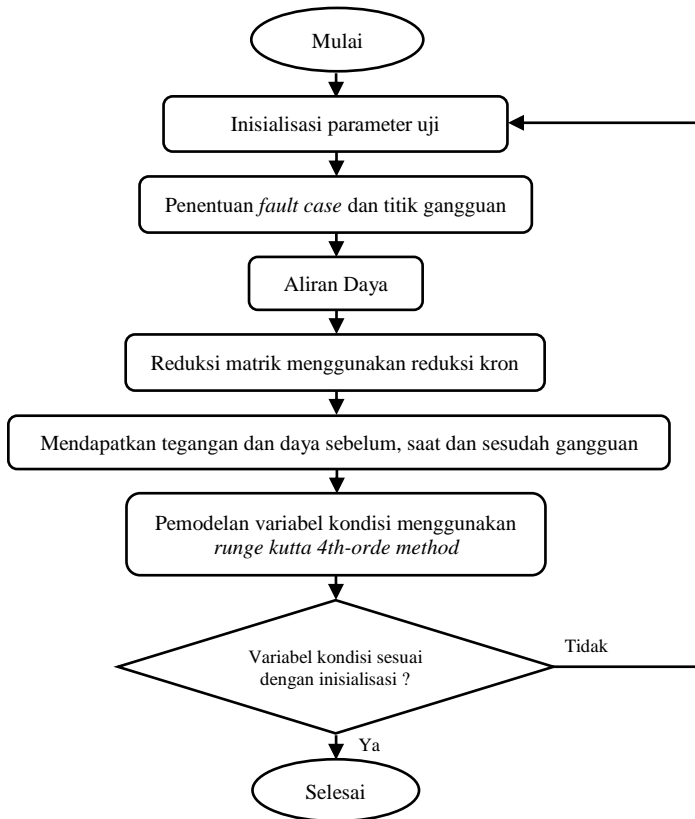 Mulai
Inisialisasi parameter uji
Penentuan fault case dan titik gangguan
Aliran Daya
Reduksi matrik menggunakan reduksi kron
Mendapatkan tegangan dan daya sebelum, saat dan sesudah gangguan
Pemodelan variabel kondisi menggunakan
runge kutta 4th-orde method
Variabel kondisi sesuai
dengan inisialisasi ?
Tidak
Ya
Selesai